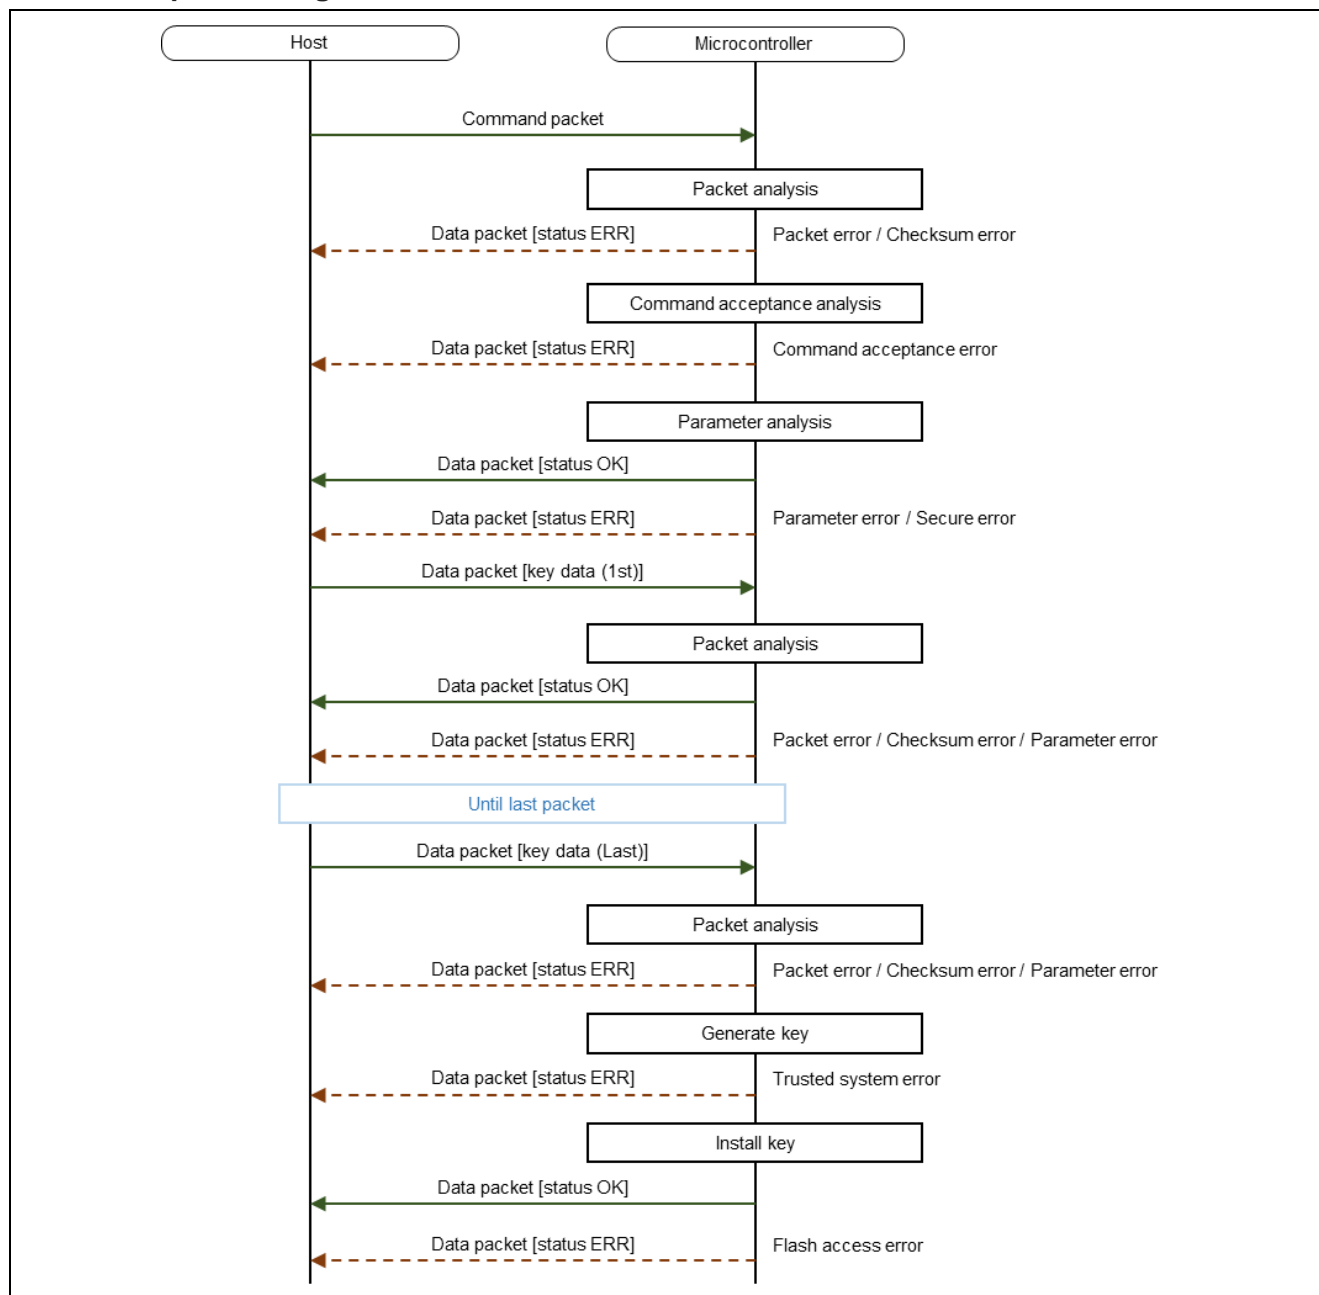 Host
Microcontroller
Command packet
Packet analysis
Data packet [status ERR]
Packet error / Checksum error
Command acceptance analysis
Data packet [status ERR]
Command acceptance error
Parameter analysis
Data packet [status OK]
Data packet [status ERR]
Parameter error / Secure error
Data packet [key data (1st)]
Packet analysis
Data packet [status OK]
Data packet [status ERR]
Packet error / Checksum error / Parameter error
Until last packet
Data packet [key data (Last)]
Packet analysis
Data packet [status ERR]
Packet error / Checksum error / Parameter error
Generate key
Data packet [status ERR]
Trusted system error
Install key
Data packet [status OK]
Data packet [status ERR]
Flash access error